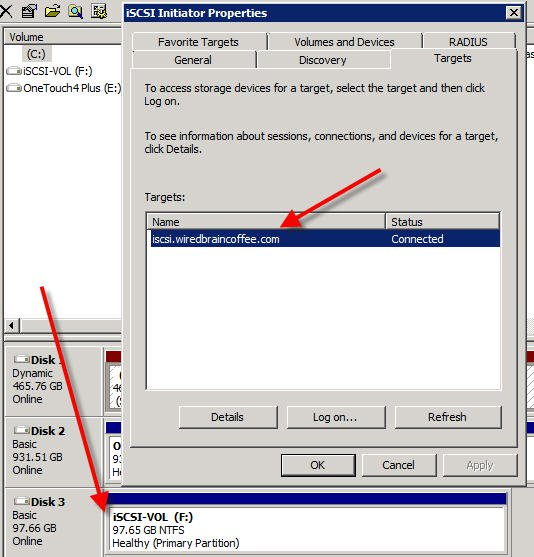 iSCSI Initiator Properties
Volume
(C:)
iSCSI-VOL (F:)
OneTouch4 Plus (E:)
Favorite Targets
Volumes and Devices
RADIUS
General
Discovery
Targets
To access storage devices for a target, select the target and then click
Log on.
To see information about sessions, connections, and devices for a target,
click Details.
Targets:
Name
Status
iscsi.wiredbraincoffee.com
Connected
Details
Log on...
Refresh
OK
Cancel
Apply
Disk
Dynamic
465.76 GB
Online
Disk 2
Basic
931.51 GB
Online
Disk 3
Basic
97.66 GB
Online
iSCSI-VOL (F:)
97.65 GB NTFS
Healthy (Primary Partition)